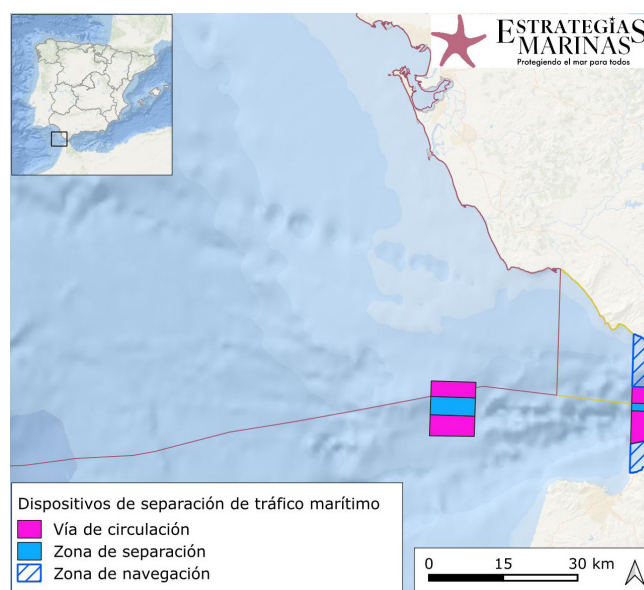 ESTRATEGIAS
MARINAS
Protegiendo el mar para todos
Dispositivos de separación de tráfico marítimo
Vía de circulación
Zona de separación
Zona de navegación
0 15 30 km